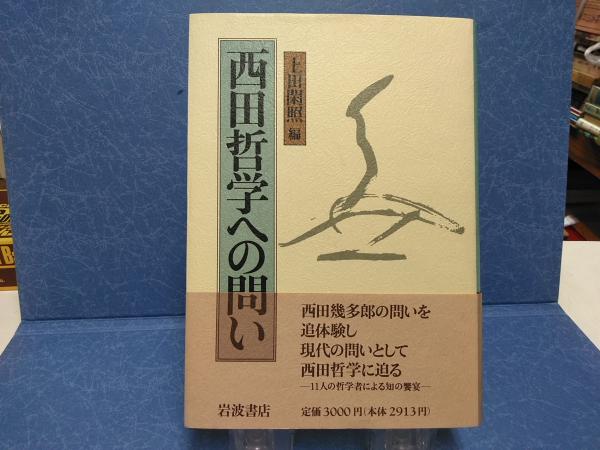 西田哲学への問い
上田閑照 編
西田幾多郎の問いを
追体験し
現代の問いとして
西田哲学に迫る
―11人の哲学者による知の饗宴―
岩波書店
定価3000円(本体2913円)